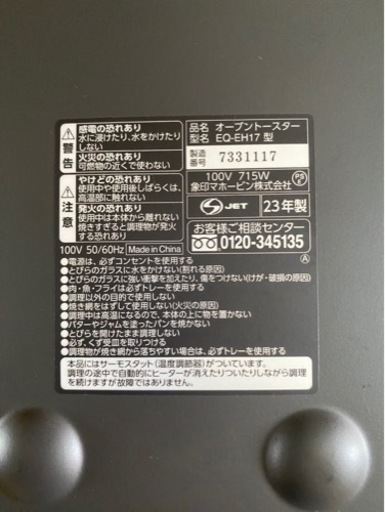 警告
感電の恐れあり
水に浸けたり、水をかけたりしない
火災の恐れあり
可燃物の近くで使わない
注意
やけどの恐れあり
使用中や使用後しばらくは、
高温部に触れない
発火の恐れあり
使用中は本体から離れない
焼きすぎると調理物が発火
することあり
100V 50/60Hz Made in China
品名 オーブントースター
型名 EQ-EH17 型
製造番号 7331117
100V 715W
PSE
象印マホービン株式会社
S JET 23年製
お客様ご相談センター
0120-345135
Ⓐ
●電源は、必ずコンセントで
●とびらのガラスに水をかけない(割れる原因)
●とびらのガラスに強い衝撃を加えたり、傷をつけない(けが・破損の原因)
●肉・魚・フライは必ずトレーを使用する
●調理以外の目的で使用しない
●焼き網をはずして使用しない(火災の原因)
●調理中は高温になるので、本体の上に物を置かない
●バターやジャムを塗ったパンを焼かない
●とびらを開けたまま調理しない
●必ず、くず受皿を取りつける
●調理物が焼き網から落ちやすい場合は、必ずトレーを使用する
本品にはサーモスタット(温度調節器)がついています。
調理の途中で自動的にヒーターが消えたりついたりしながら調理
を続けますが故障ではありません。